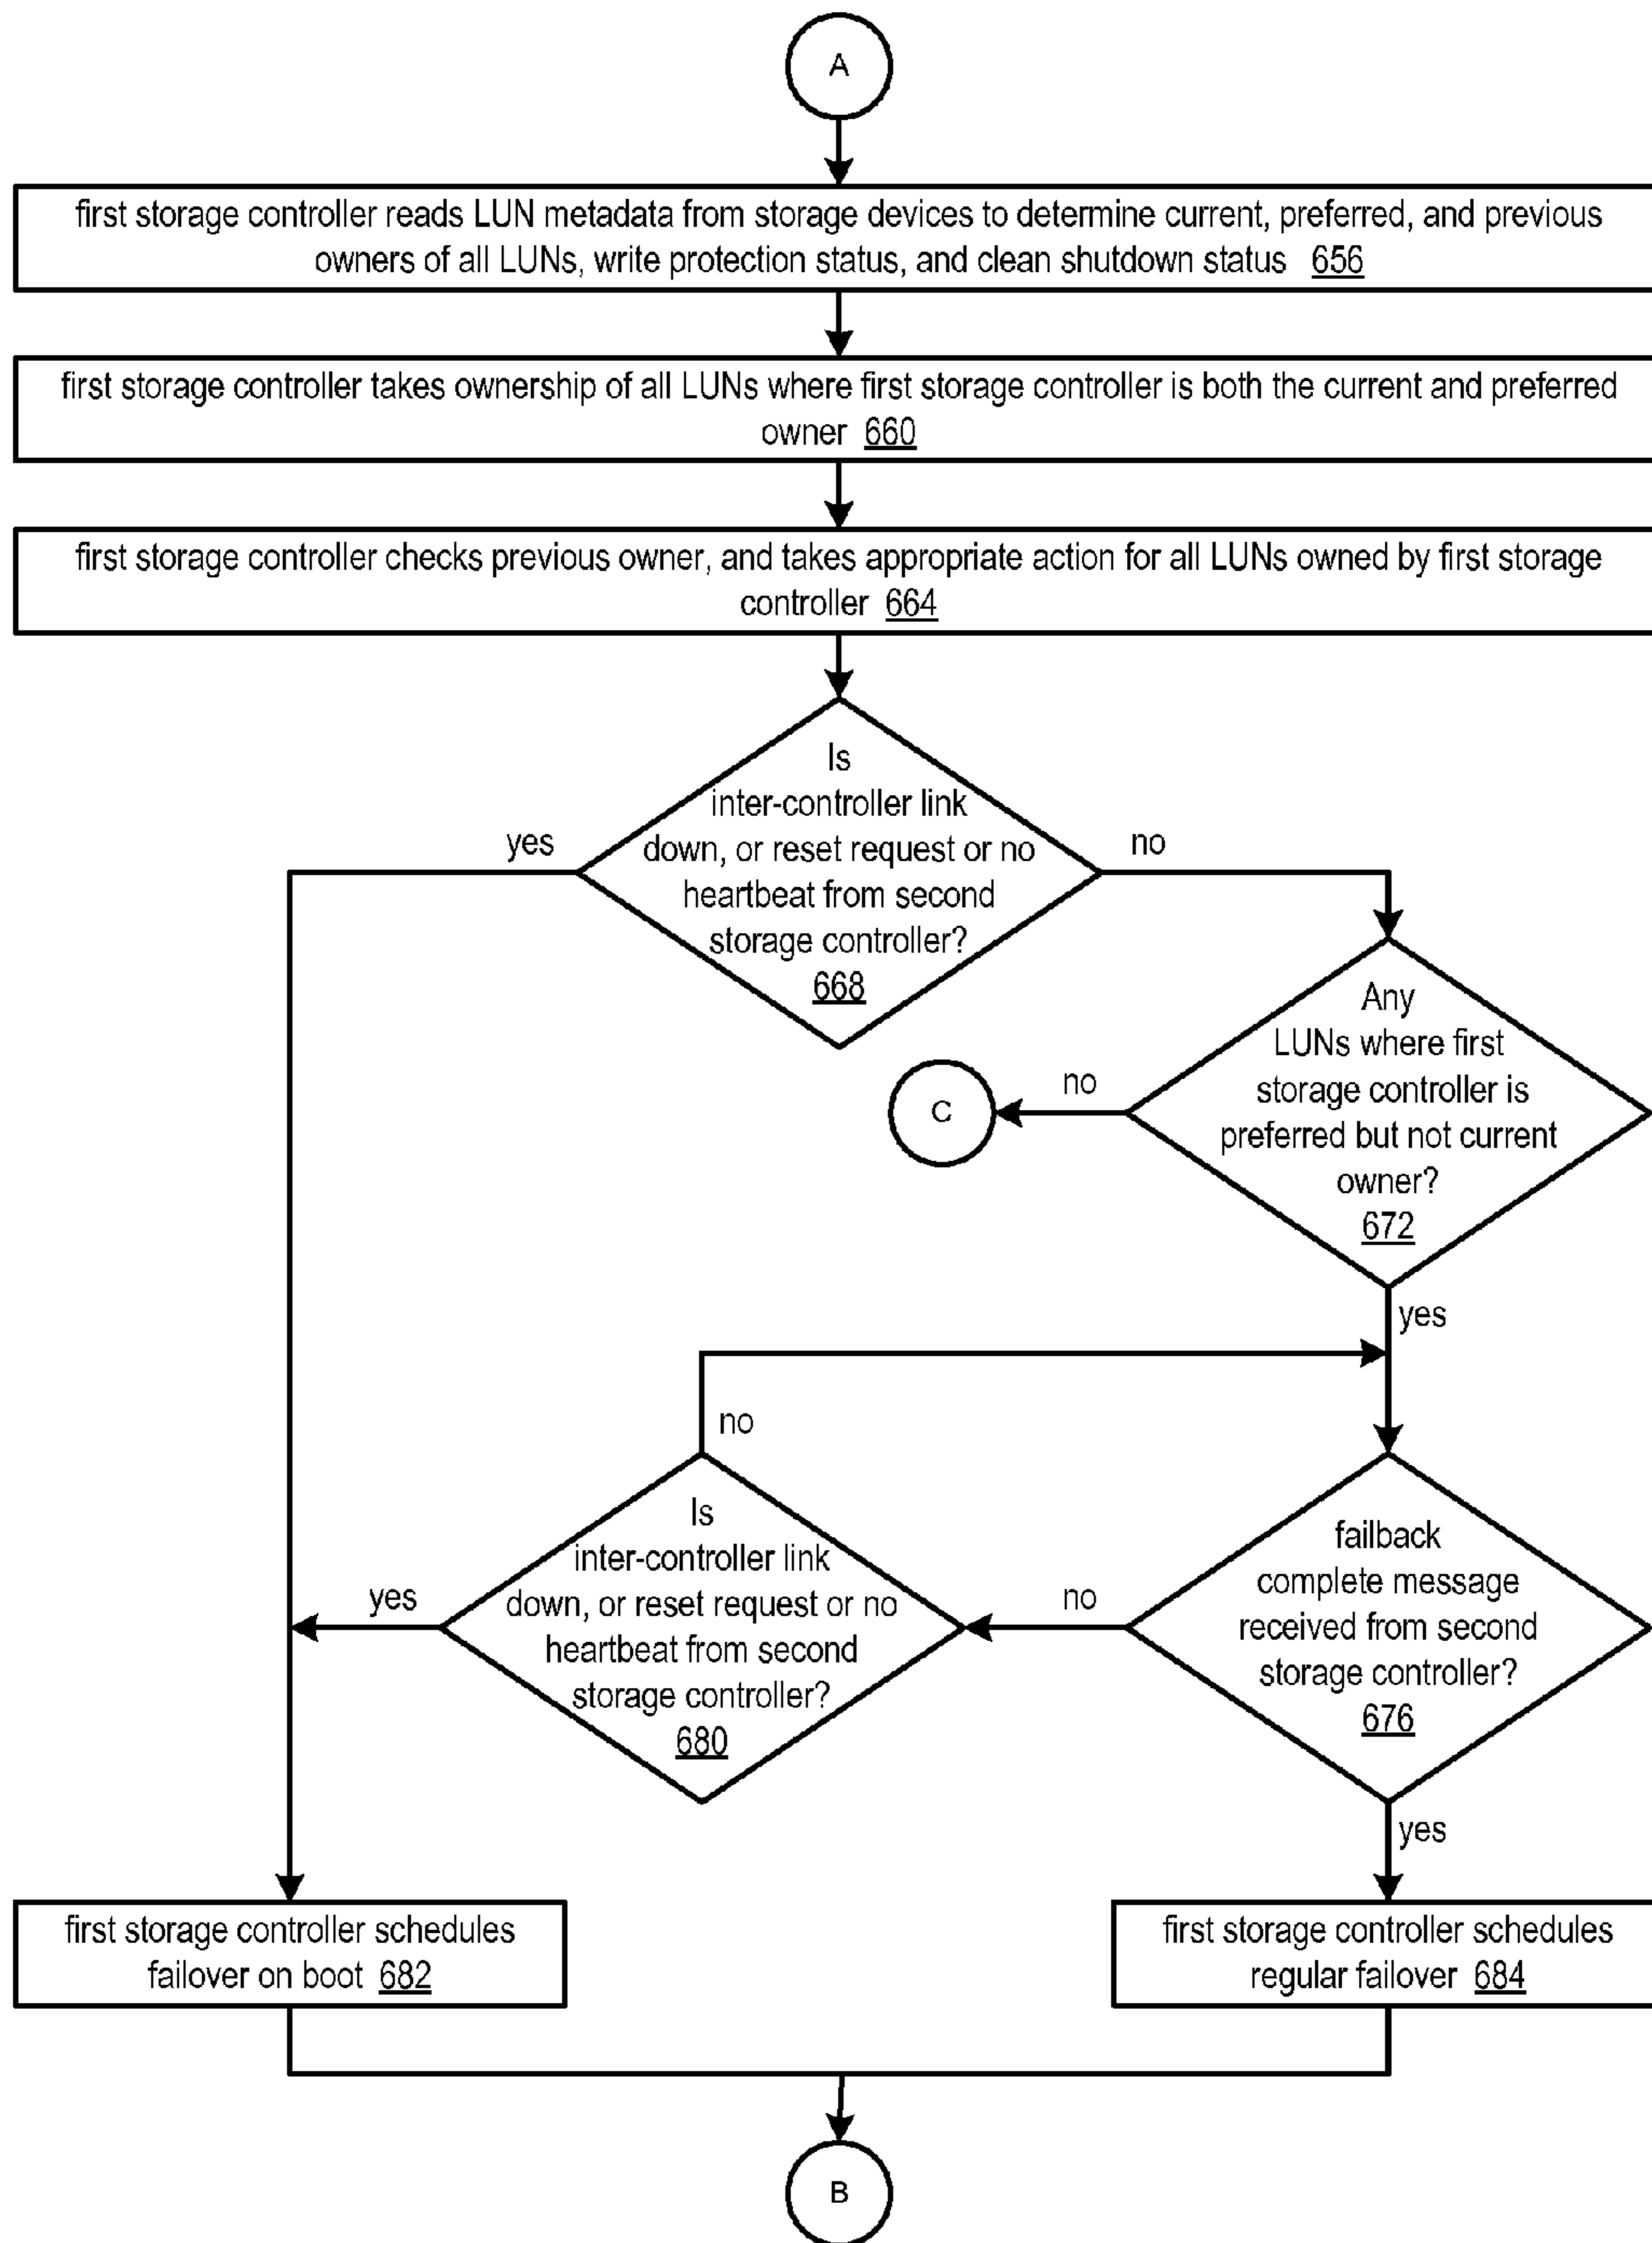 A
first storage controller reads LUN metadata from storage devices to determine current, preferred, and previous
owners of all LUNs, write protection status, and clean shutdown status 656
first storage controller takes ownership of all LUNs where first storage controller is both the current and preferred
owner 660
first storage controller checks previous owner, and takes appropriate action for all LUNs owned by first storage
controller 664
Is
inter-controller link
down, or reset request or no
heartbeat from second
storage controller?
668
yes
no
Any
LUNs where first
storage controller is
preferred but not current
owner?
672
no
C
yes
no
Is
inter-controller link
down, or reset request or no
heartbeat from second
storage controller?
680
yes
no
failback
complete message
received from second
storage controller?
676
yes
first storage controller schedules
failover on boot 682
first storage controller schedules
regular failover 684
B